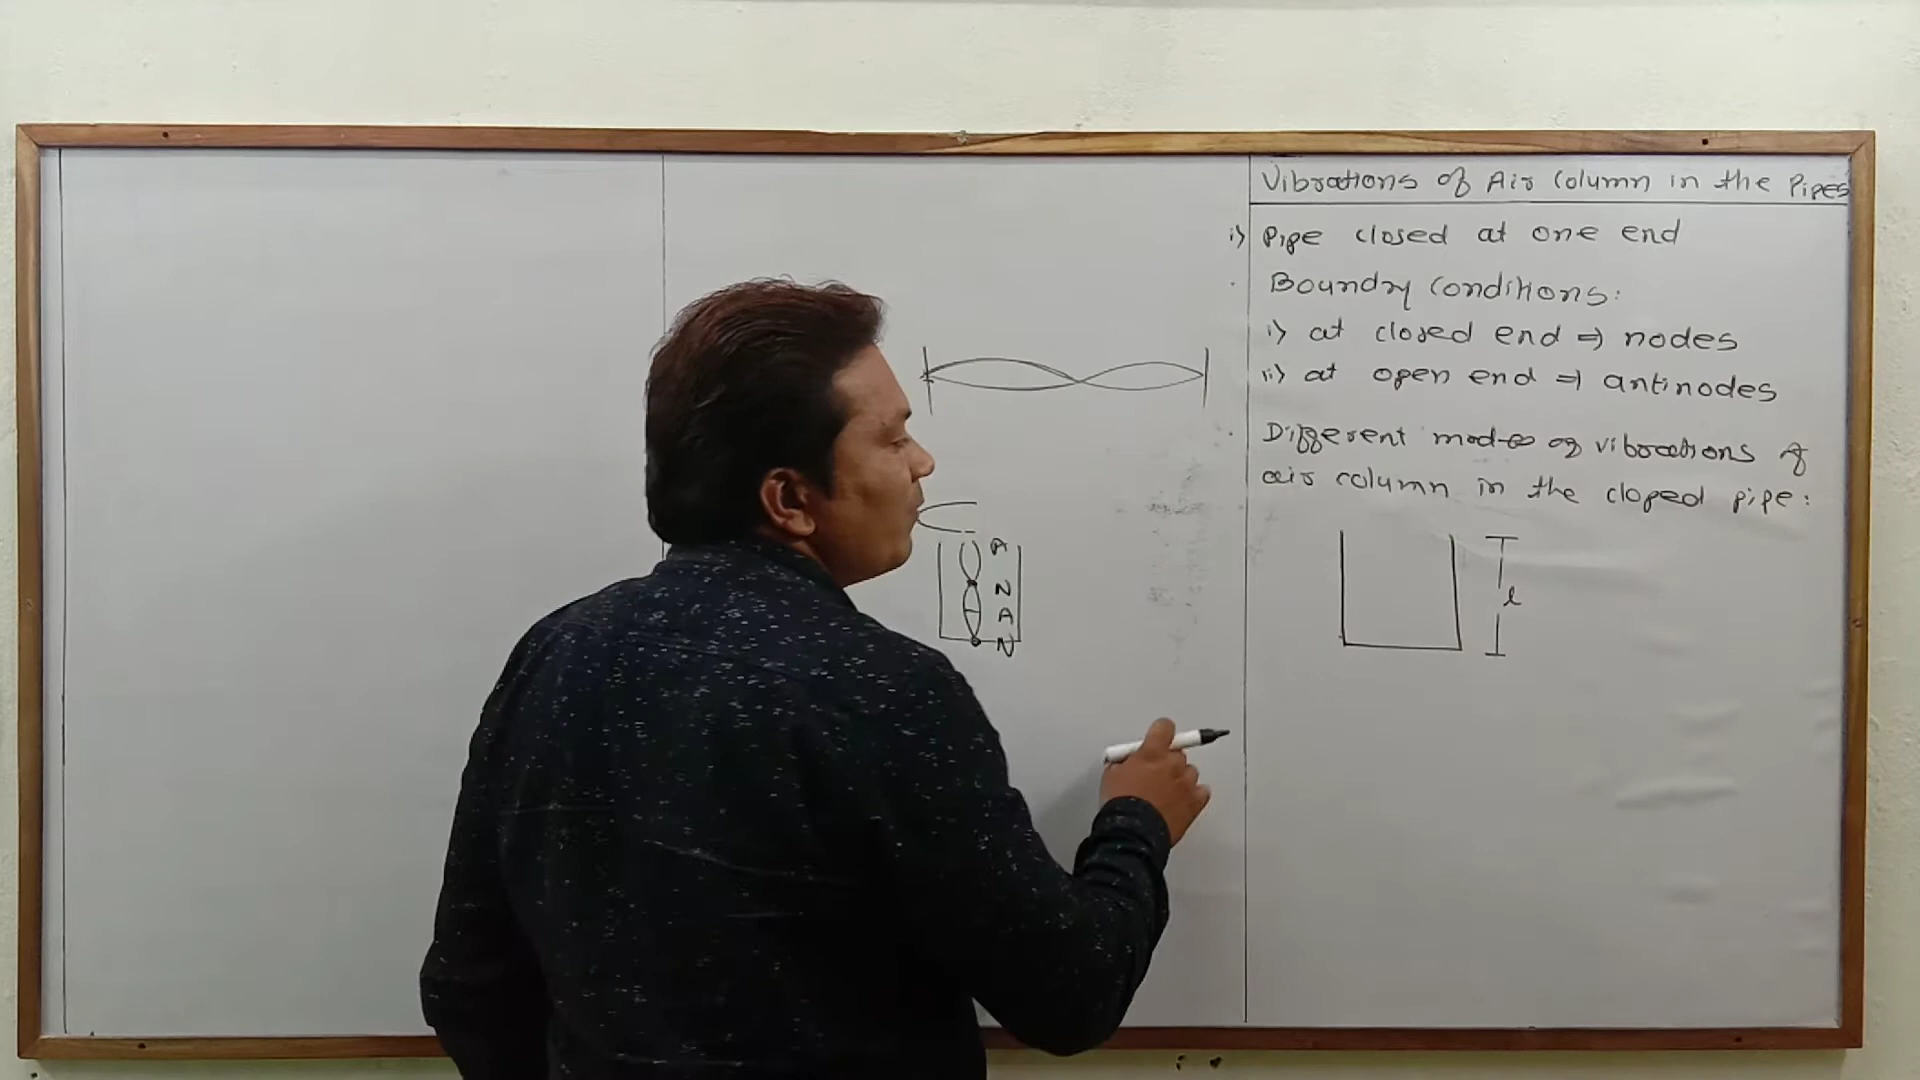 Vibrations of Air Column in the Pipes
i) Pipe closed at one end
· Boundry Conditions:
i) at closed end ⇒ nodes
ii) at open end ⇒ antinodes
· Different modes of vibrations of
air column in the cloped pipe:
A
N
A
N
l